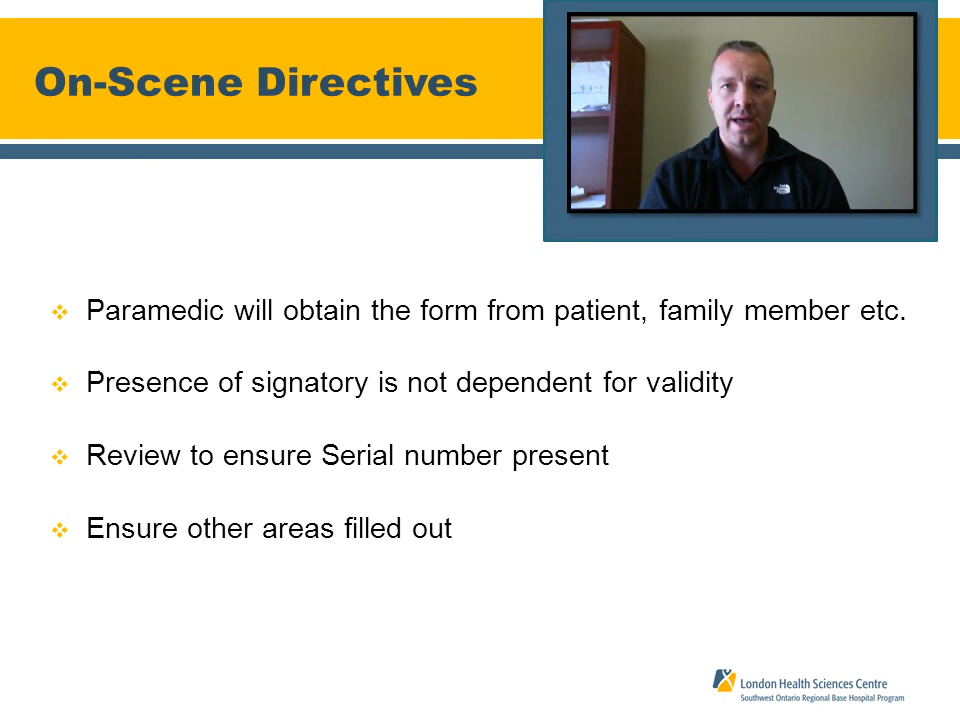 On-Scene Directives
Paramedic will obtain the form from patient, family member etc.
Presence of signatory is not dependent for validity
Review to ensure Serial number present
Ensure other areas filled out
London Health Sciences Centre
Southwest Ontario Regional Base Hospital Program